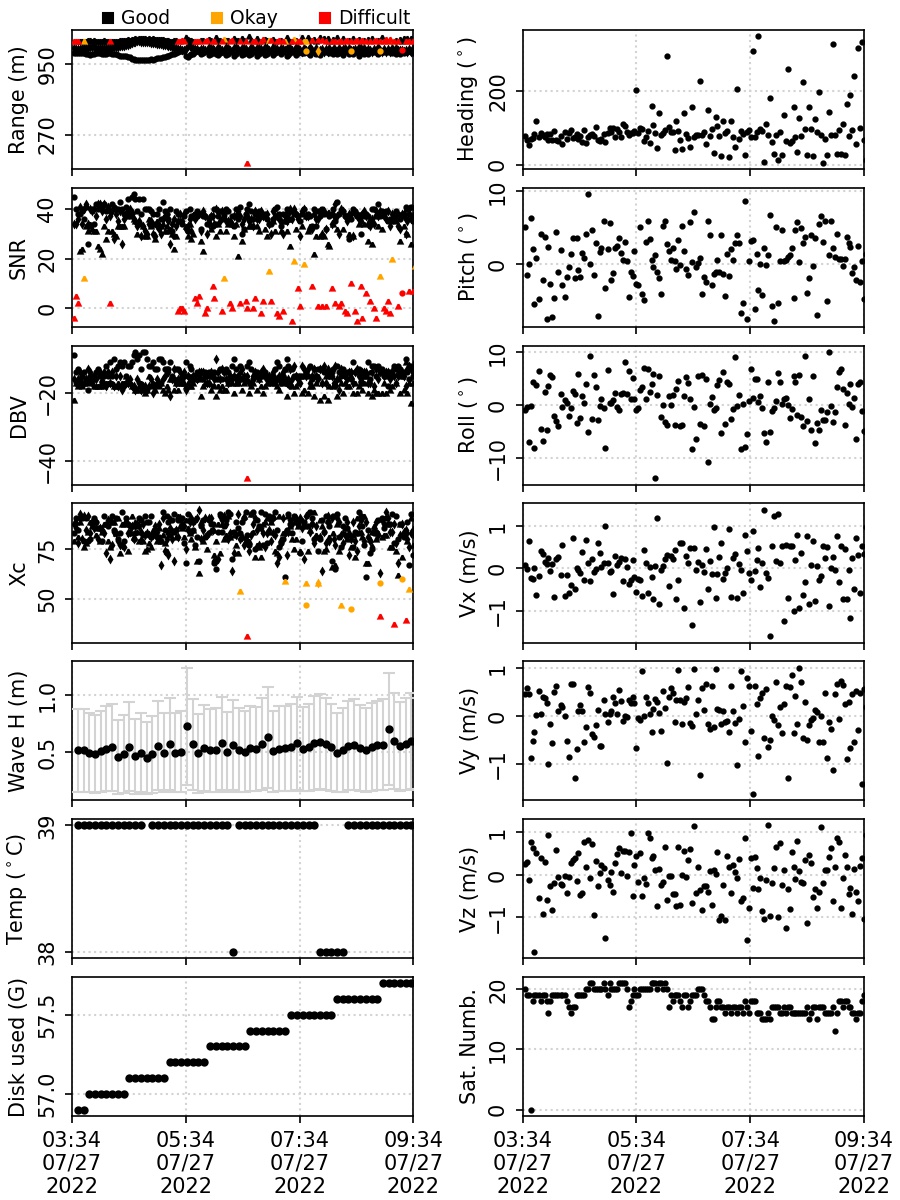 Good Okay Difficult
Range (m)
950
270
Heading (°)
200
0
SNR
40
20
0
Pitch (°)
10
0
DBV
−20
−40
Roll (°)
10
0
−10
Xc
75
50
Vx (m/s)
1
0
−1
Wave H (m)
1.0
0.5
Vy (m/s)
1
0
−1
Temp (°C)
39
38
Vz (m/s)
1
0
−1
Disk used (G)
57.5
57.0
Sat. Numb.
20
10
0
03:34 05:34 07:34 09:34
07/27 07/27 07/27 07/27
2022 2022 2022 2022
03:34 05:34 07:34 09:34
07/27 07/27 07/27 07/27
2022 2022 2022 2022